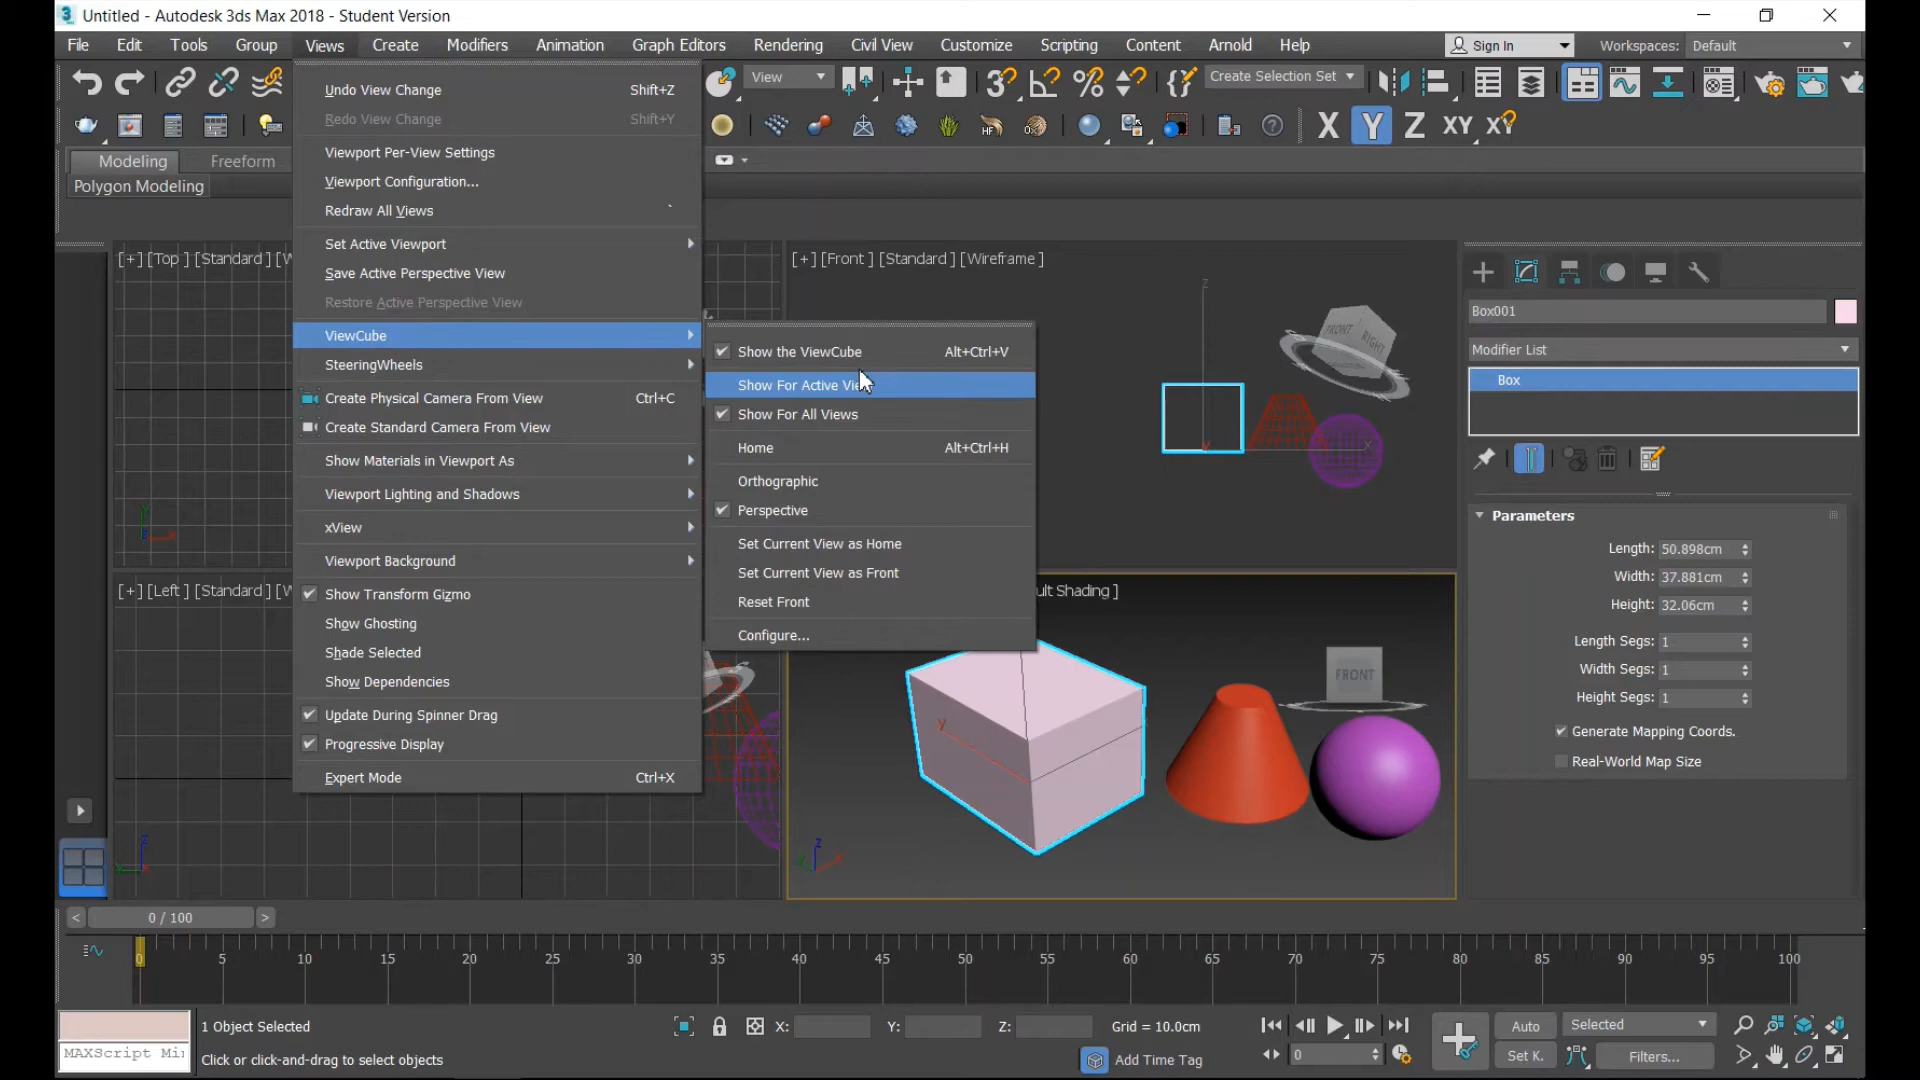 Untitled - Autodesk 3ds Max 2018 - Student Version
File Edit Tools Group Views Create Modifiers Animation Graph Editors Rendering Civil View Customize Scripting Content Arnold Help
Sign In Workspaces: Default
View Create Selection Set
X Y Z XY XY
Modeling Freeform
Polygon Modeling
Undo View Change Shift+Z
Redo View Change Shift+Y
Viewport Per-View Settings
Viewport Configuration...
Redraw All Views `
Set Active Viewport
Save Active Perspective View
Restore Active Perspective View
ViewCube
SteeringWheels
Create Physical Camera From View Ctrl+C
Create Standard Camera From View
Show Materials in Viewport As
Viewport Lighting and Shadows
xView
Viewport Background
Show Transform Gizmo
Show Ghosting
Shade Selected
Show Dependencies
Update During Spinner Drag
Progressive Display
Expert Mode Ctrl+X
Show the ViewCube Alt+Ctrl+V
Show For Active
Show For All Views
Home Alt+Ctrl+H
Orthographic
Perspective
Set Current View as Home
Set Current View as Front
Reset Front
Configure...
[+] [Top ] [Standard ]
[+] [Front ] [Standard ] [Wireframe ]
z
FRONT RIGHT
x
y
[+] [Left ] [Standard ]
ult Shading ]
FRONT
y
z
Box001
Modifier List
Box
Parameters
Length: 50.898cm
Width: 37.881cm
Height: 32.06cm
Length Segs: 1
Width Segs: 1
Height Segs: 1
Generate Mapping Coords.
Real-World Map Size
< 0 / 100 >
0 5 10 15 20 25 30 35 40 45 50 55 60 65 70 75 80 85 90 95 100
1 Object Selected X: Y: Z: Grid = 10.0cm
Auto Selected
MAXScript Mi
Click or click-and-drag to select objects
Add Time Tag
0
Set K. Filters...